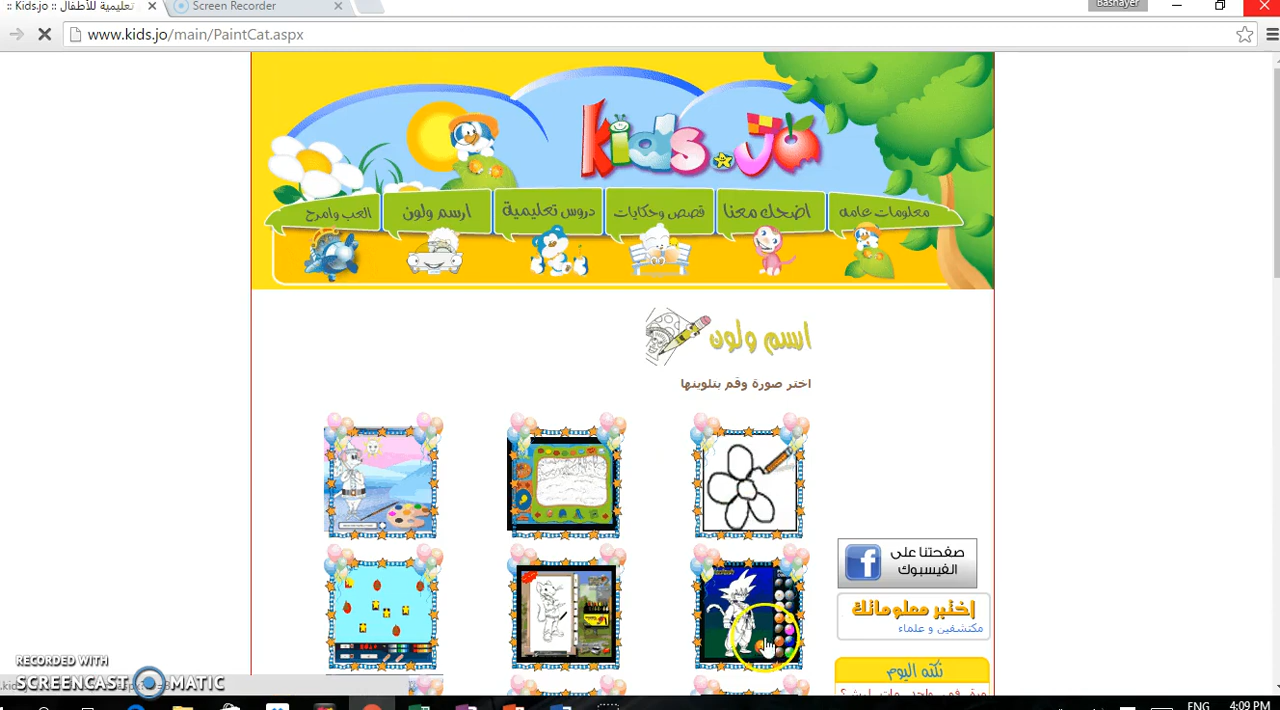 :: Kids.jo :: تعليمية للأطفال
Screen Recorder
Bashayer
www.kids.jo/main/PaintCat.aspx
kids.jo
معلومات عامه
اضحك معنا
قصص وحكايات
دروس تعليمية
ارسم ولون
العب وامرح
ارسم ولون
اختر صورة وقم بتلوينها
صفحتنا على
الفيسبوك
إختبر معلوماتك
مكتشفين و علماء
نكته اليوم
RECORDED WITH
SCREENCAST-O-MATIC
ENG
4:09 PM